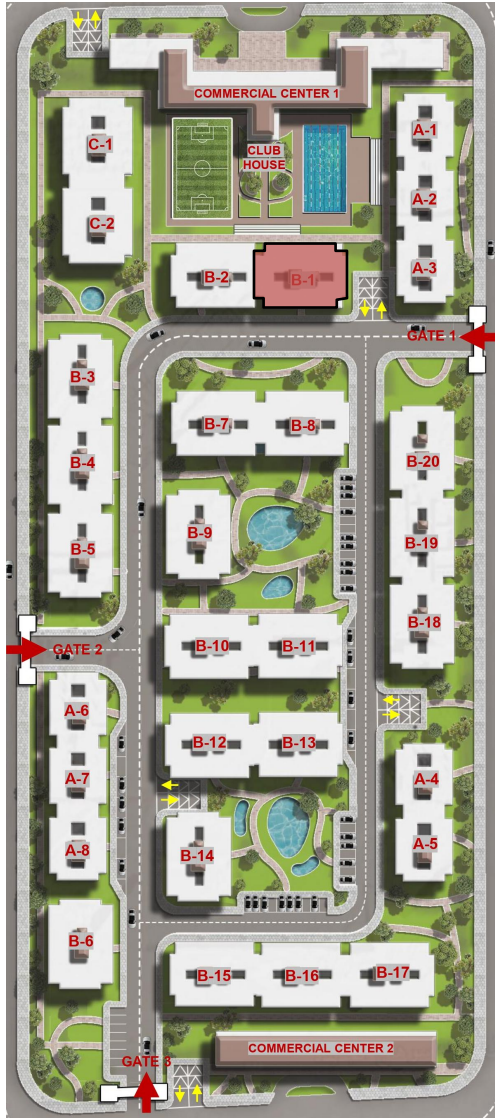 COMMERCIAL CENTER 1
A-1
C-1
CLUB
HOUSE
A-2
C-2
A-3
B-2
B-1
GATE 1
B-3
B-7
B-8
B-4
B-20
B-9
B-19
B-5
B-18
B-10
B-11
GATE 2
A-6
B-12
B-13
A-7
A-4
A-8
B-14
A-5
B-6
B-15
B-16
B-17
COMMERCIAL CENTER 2
GATE 3